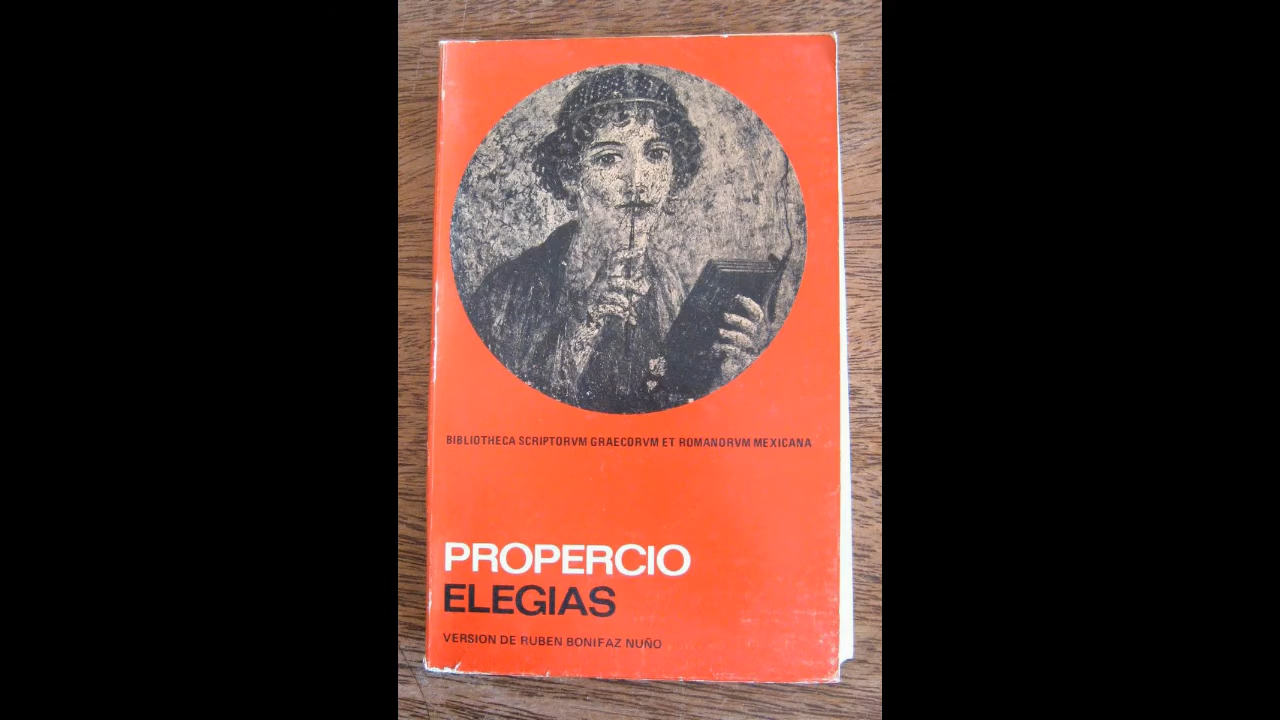 BIBLIOTHECA SCRIPTORVM GRAECORVM ET ROMANORVM MEXICANA
PROPERCIO
ELEGIAS
VERSION DE RUBEN BONIFAZ NUÑO